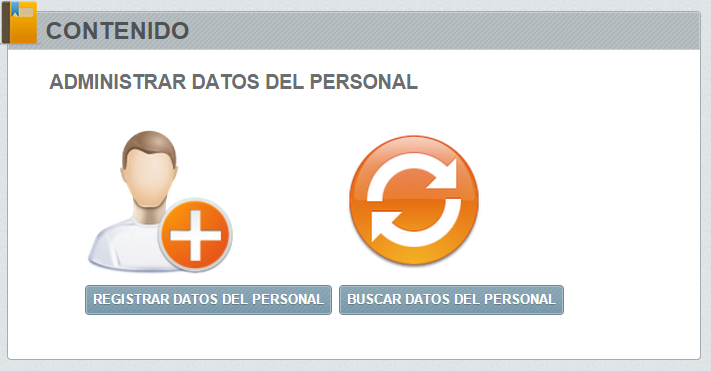 CONTENIDO
ADMINISTRAR DATOS DEL PERSONAL
REGISTRAR DATOS DEL PERSONAL BUSCAR DATOS DEL PERSONAL